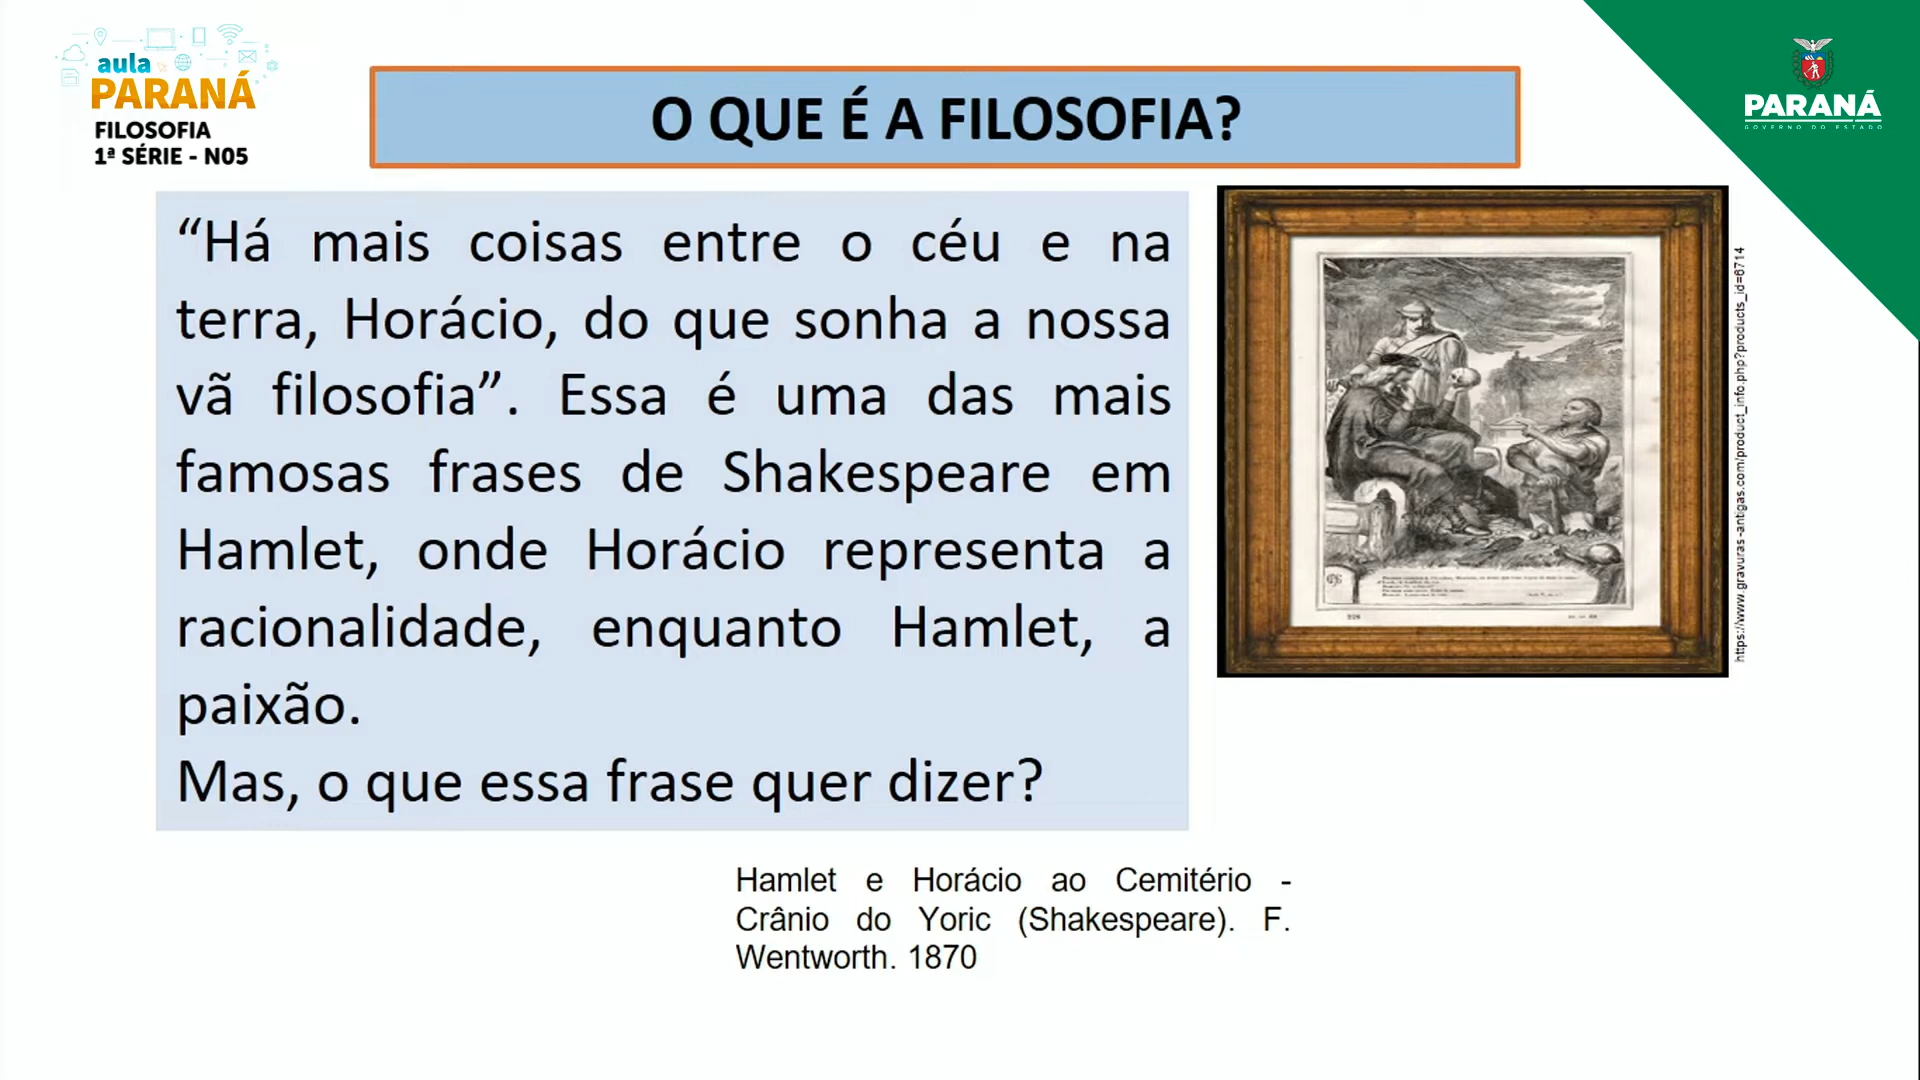 aula
PARANÁ
FILOSOFIA
1ª SÉRIE - N05
O QUE É A FILOSOFIA?
PARANÁ
GOVERNO DO ESTADO
“Há mais coisas entre o céu e na
terra, Horácio, do que sonha a nossa
vã filosofia”. Essa é uma das mais
famosas frases de Shakespeare em
Hamlet, onde Horácio representa a
racionalidade, enquanto Hamlet, a
paixão.
Mas, o que essa frase quer dizer?
https://www.gravuras-antigas.com/product_info.php?products_id=6714
Hamlet e Horácio ao Cemitério -
Crânio do Yoric (Shakespeare). F.
Wentworth. 1870